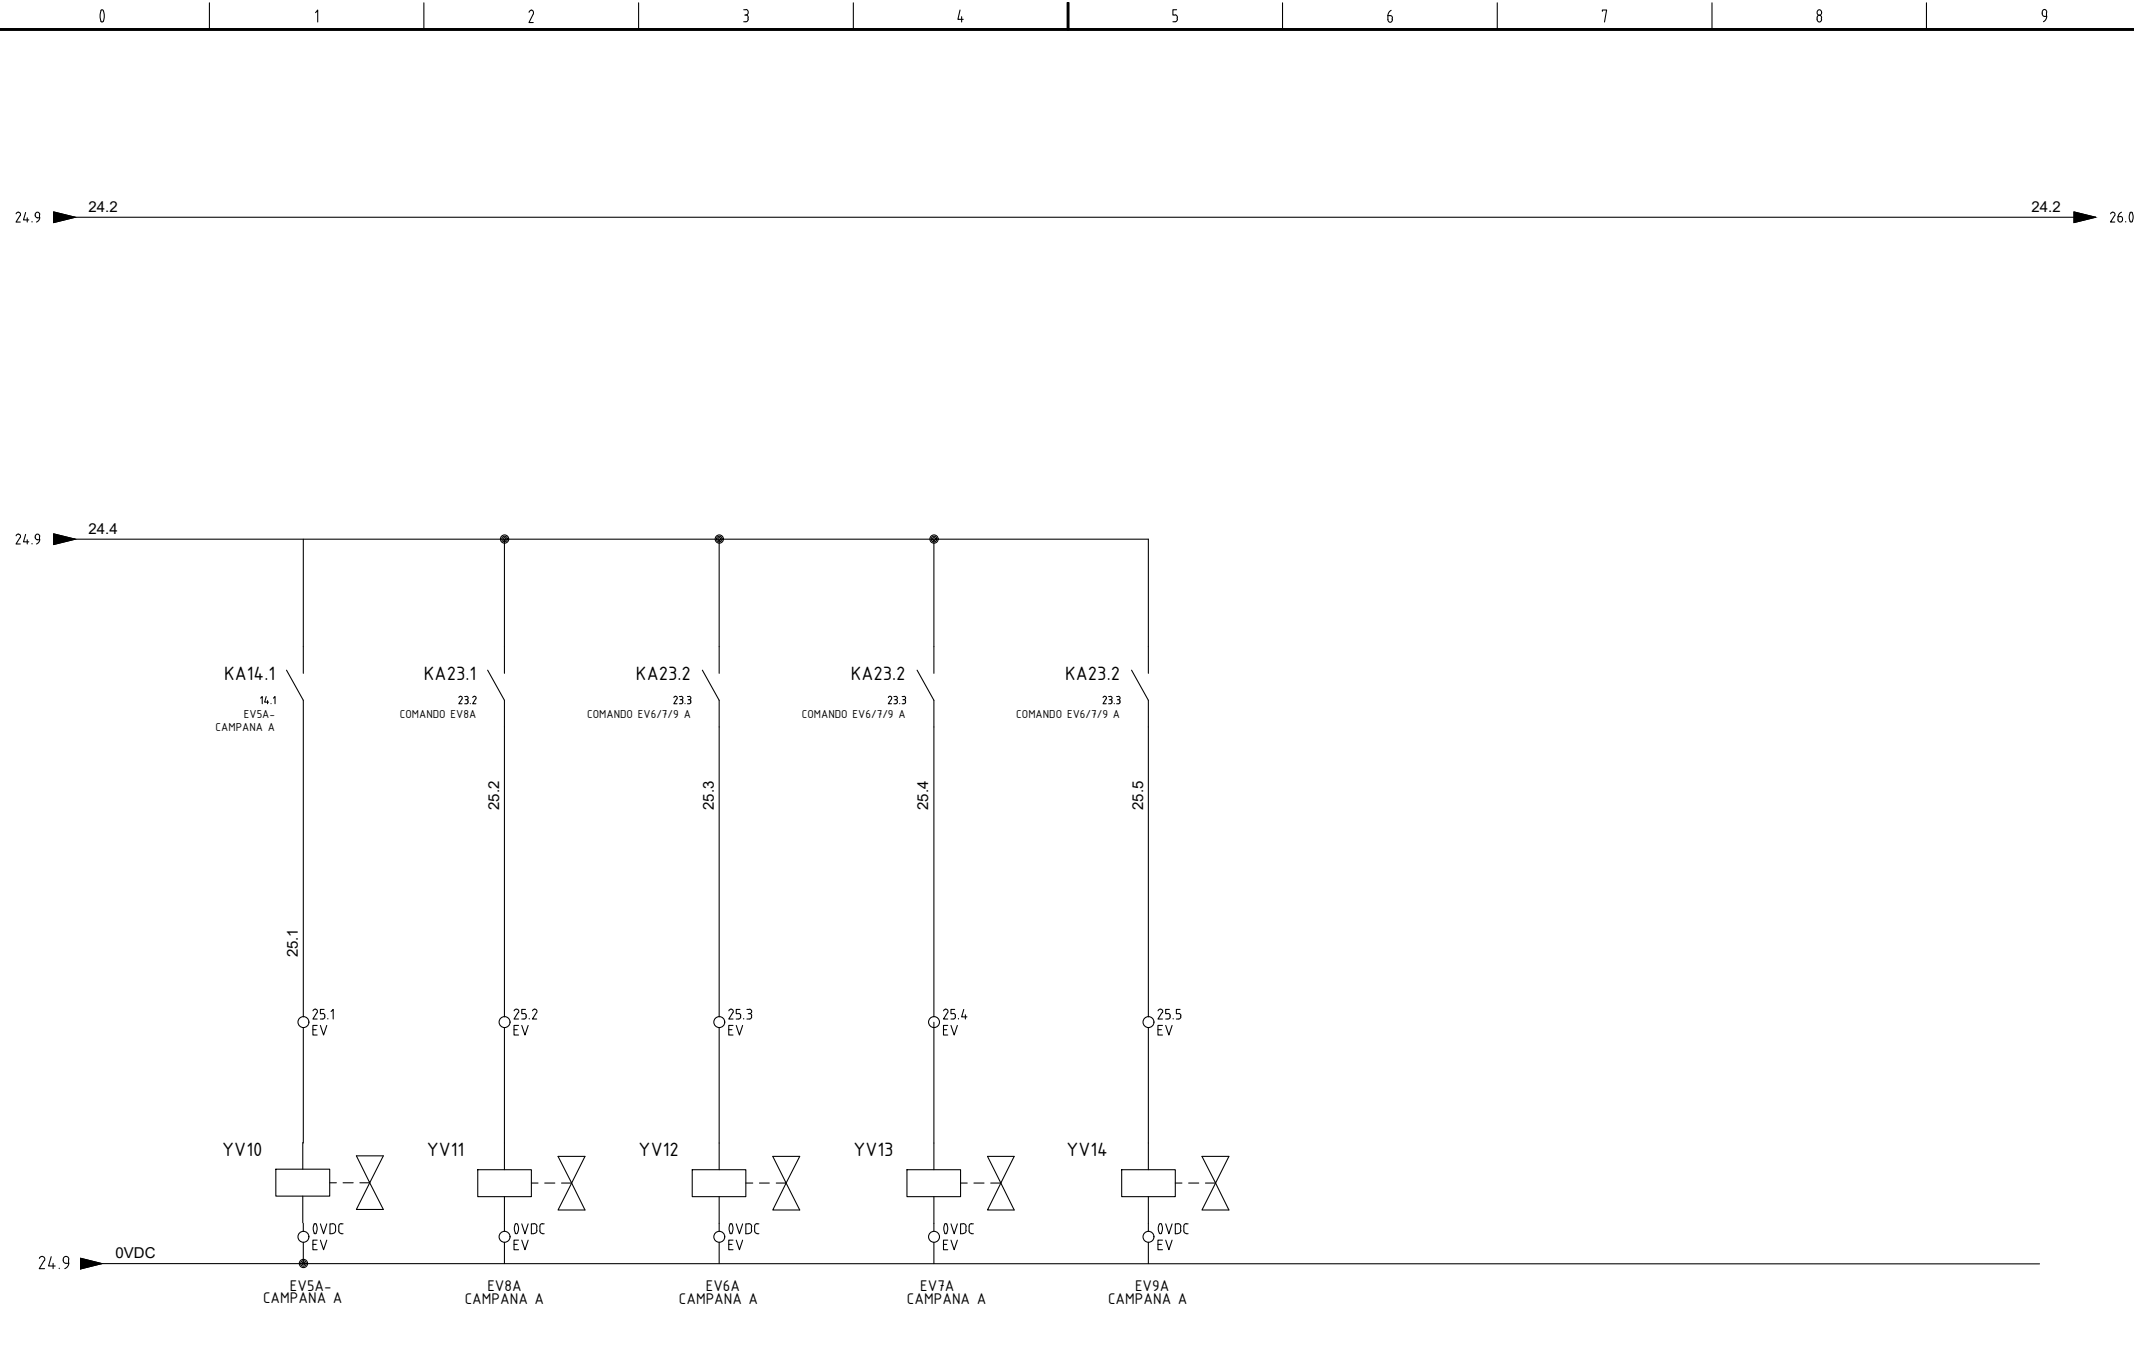 0 1 2 3 4 5 6 7 8 9
24.9 24.2 24.2 26.0
24.9 24.4
KA14.1 KA23.1 KA23.2 KA23.2 KA23.2
14.1 23.2 23.3 23.3 23.3
EV5A- COMANDO EV8A COMANDO EV6/7/9 A COMANDO EV6/7/9 A COMANDO EV6/7/9 A
CAMPANA A
25.2 25.3 25.4 25.5
25.1
25.1 25.2 25.3 25.4 25.5
EV EV EV EV EV
YV10 YV11 YV12 YV13 YV14
0VDC 0VDC 0VDC 0VDC 0VDC
EV EV EV EV EV
24.9 0VDC
EV5A- EV8A EV6A EV7A EV9A
CAMPANA A CAMPANA A CAMPANA A CAMPANA A CAMPANA A